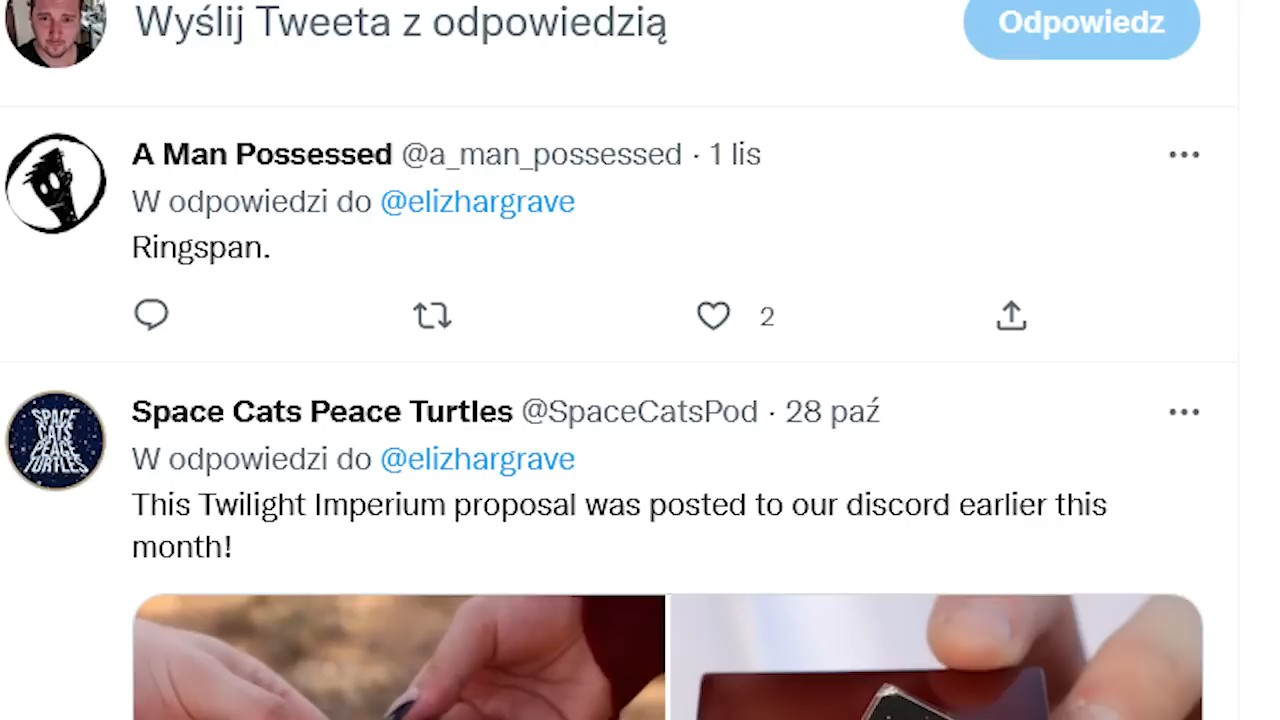 Wyślij Tweeta z odpowiedzią
Odpowiedz
A Man Possessed @a_man_possessed · 1 lis
W odpowiedzi do @elizhargrave
Ringspan.
2
SPACE
CATS
PEACE
TURTLES
Space Cats Peace Turtles @SpaceCatsPod · 28 paź
W odpowiedzi do @elizhargrave
This Twilight Imperium proposal was posted to our discord earlier this
month!